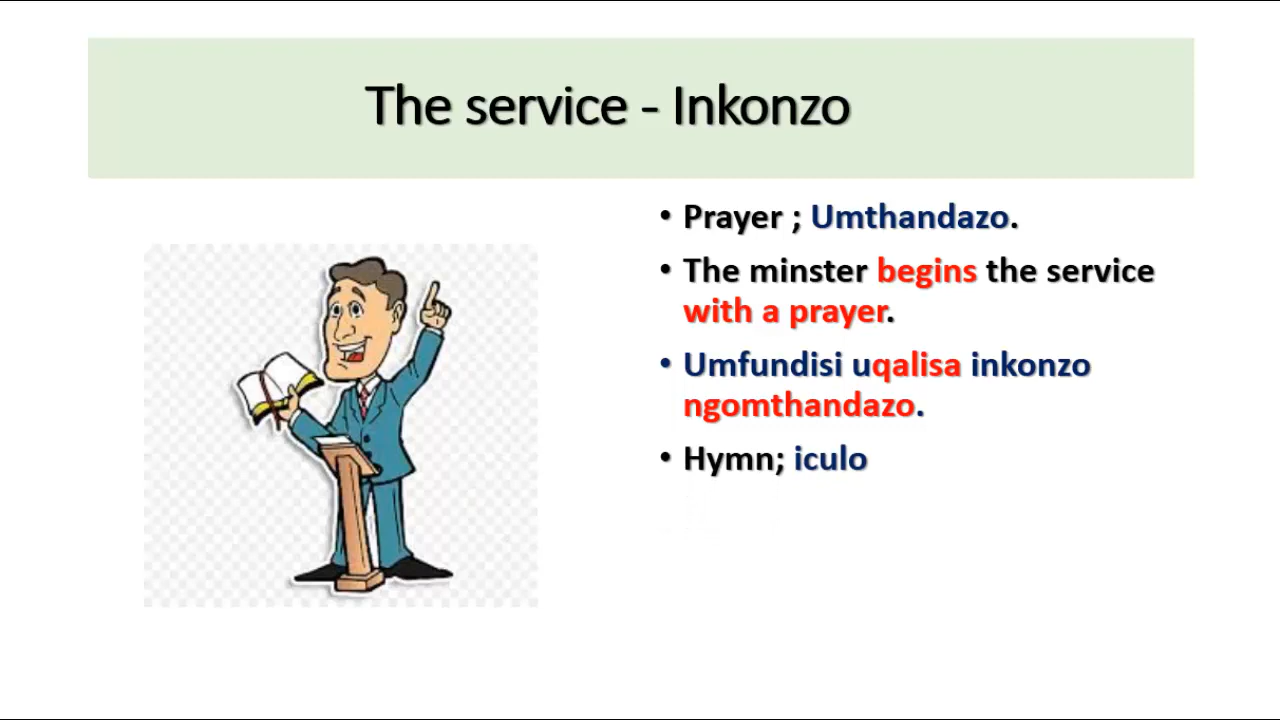 The service - Inkonzo
• Prayer ; Umthandazo.
• The minster begins the service
with a prayer.
• Umfundisi uqalisa inkonzo
ngomthandazo.
• Hymn; iculo